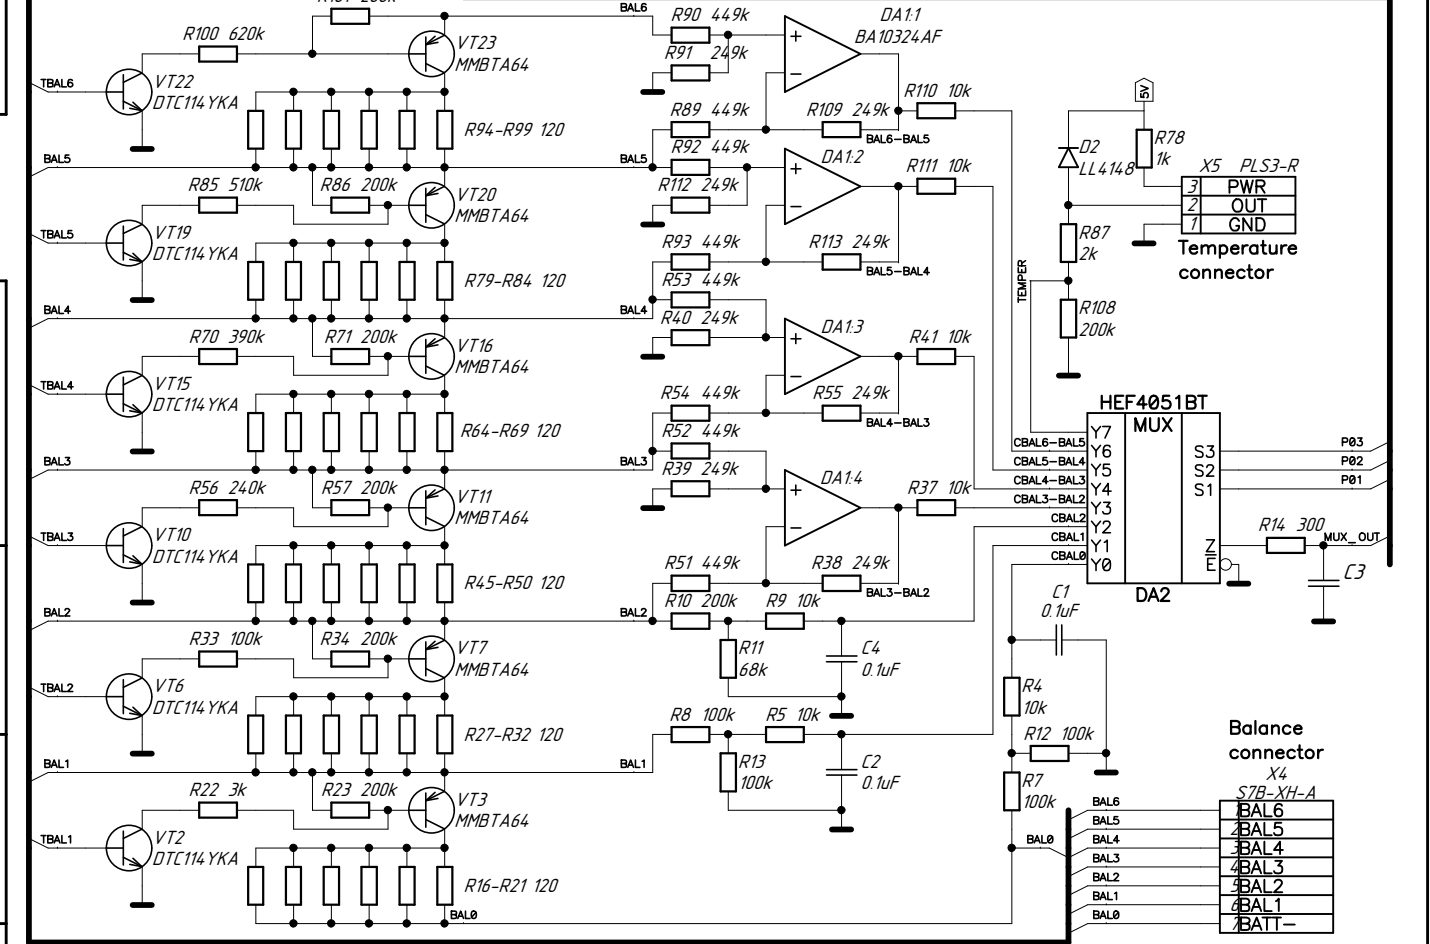 BAL6
R90 449k
DA1:1
BA10324AF
R100 620k
VT23
MMBTA64
R91 249k
TBAL6
VT22
DTC114YKA
R94-R99 120
R89 449k
R109 249k
BAL6-BAL5
R110 10k
5V
D2
LL4148
R78
1k
X5 PLS3-R
3 PWR
2 OUT
1 GND
Temperature
connector
BAL5
BAL5
R92 449k
DA1:2
R111 10k
R85 510k
R86 200k
VT20
MMBTA64
R112 249k
TBAL5
VT19
DTC114YKA
R79-R84 120
R93 449k
R113 249k
BAL5-BAL4
R87
2k
TEMPER
R53 449k
R108
200k
BAL4
BAL4
R40 249k
DA1:3
R41 10k
R70 390k
R71 200k
VT16
MMBTA64
TBAL4
VT15
DTC114YKA
R64-R69 120
R54 449k
R55 249k
BAL4-BAL3
HEF4051BT
MUX
Y7
Y6
Y5
Y4
Y3
Y2
Y1
Y0
S3
S2
S1
Z
E
DA2
CBAL6-BAL5
CBAL5-BAL4
CBAL4-BAL3
CBAL3-BAL2
CBAL2
CBAL1
CBAL0
P03
P02
P01
R14 300
MUX_OUT
C3
R52 449k
BAL3
BAL3
R39 249k
DA1:4
R37 10k
R56 240k
R57 200k
VT11
MMBTA64
TBAL3
VT10
DTC114YKA
R45-R50 120
R51 449k
R38 249k
BAL3-BAL2
BAL2
BAL2
R10 200k
R9 10k
C1
0.1uF
R33 100k
R34 200k
VT7
MMBTA64
R11
68k
C4
0.1uF
TBAL2
VT6
DTC114YKA
R27-R32 120
R4
10k
R8 100k
R5 10k
R12 100k
BAL1
BAL1
R13
100k
C2
0.1uF
R7
100k
R22 3k
R23 200k
VT3
MMBTA64
TBAL1
VT2
DTC114YKA
R16-R21 120
BAL0
BAL0
Balance
connector
X4
S7B-XH-A
BAL6
BAL5
BAL4
BAL3
BAL2
BAL1
BAL0
1 BAL6
2 BAL5
3 BAL4
4 BAL3
5 BAL2
6 BAL1
7 BATT-